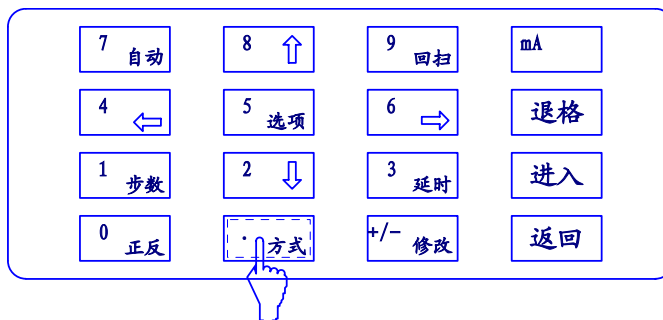 7 自动
8
9 回扫
mA
4
5 选项
6
退格
1 步数
2
3 延时
进入
0 正反
. 方式
+/- 修改
返回